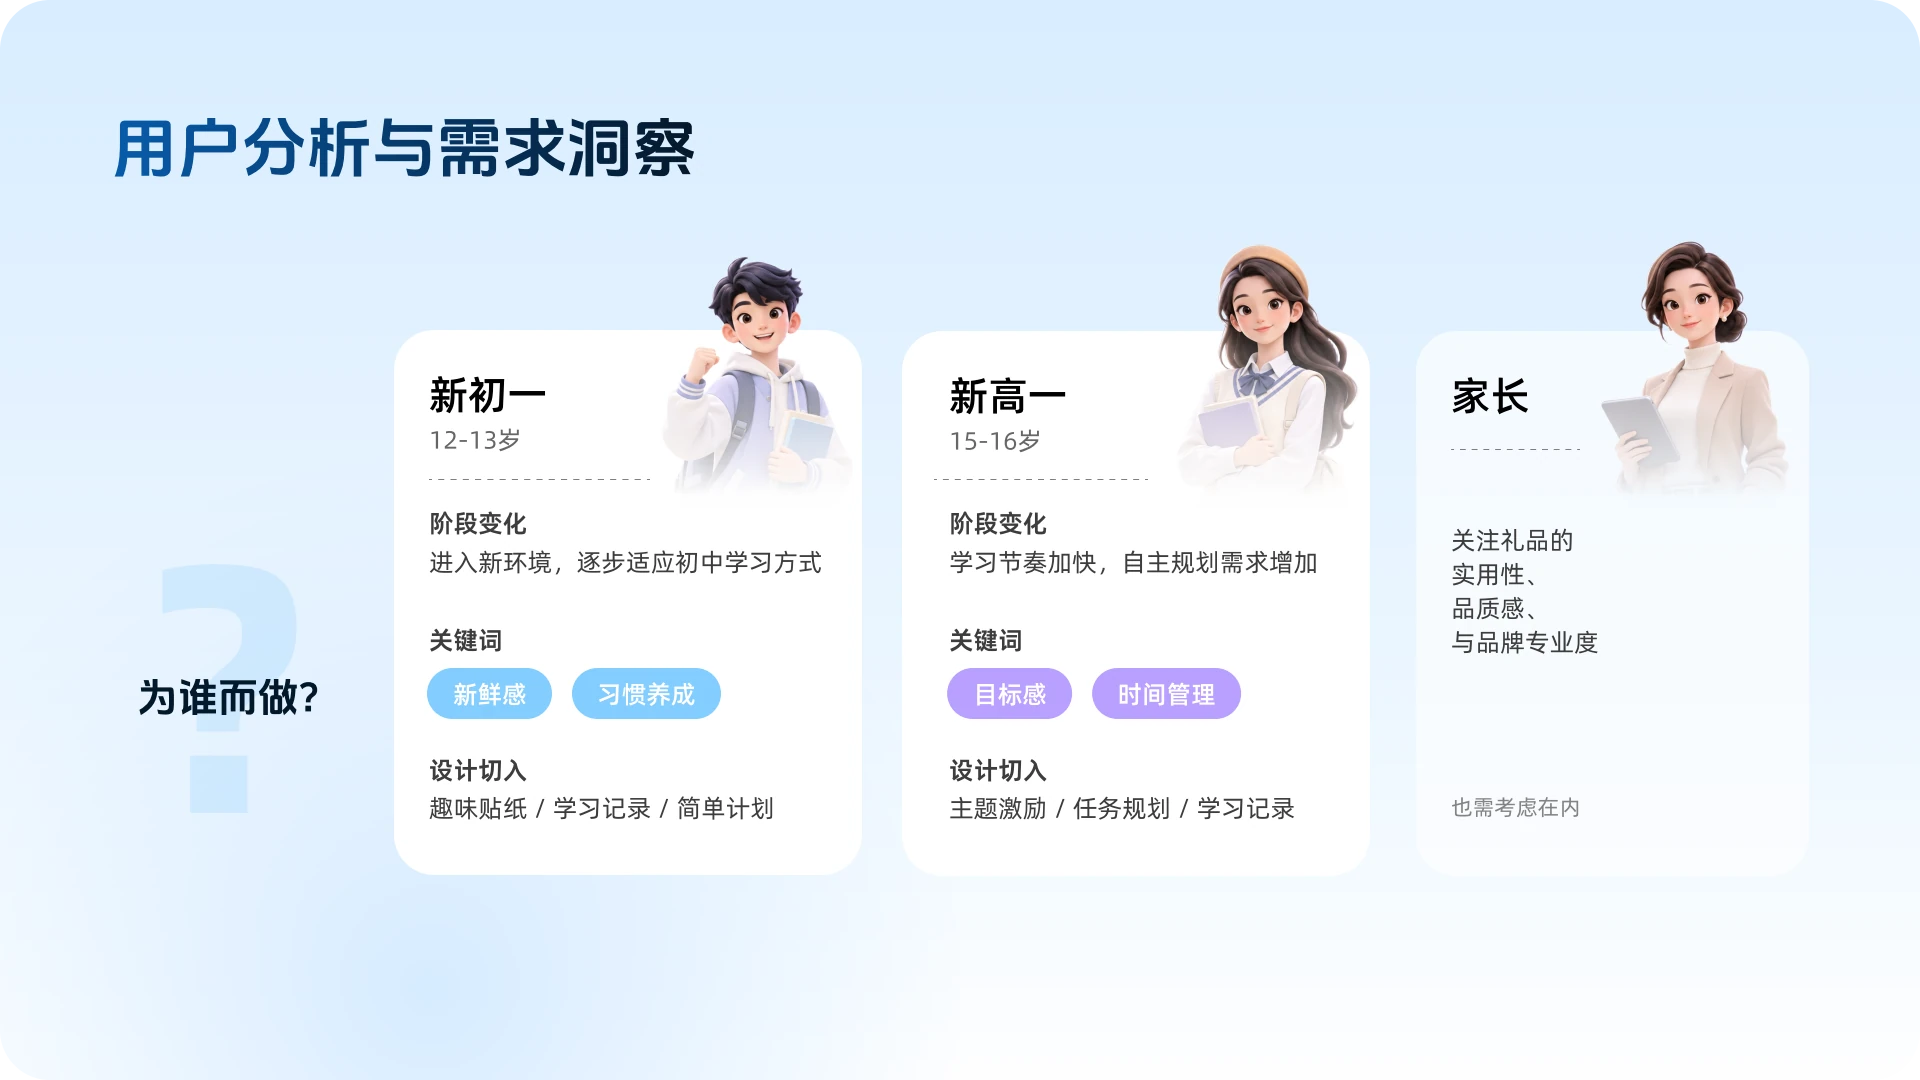 用户分析与需求洞察
?
为谁而做?
新初一
12-13岁
阶段变化
进入新环境，逐步适应初中学习方式
关键词
新鲜感
习惯养成
设计切入
趣味贴纸 / 学习记录 / 简单计划
新高一
15-16岁
阶段变化
学习节奏加快，自主规划需求增加
关键词
目标感
时间管理
设计切入
主题激励 / 任务规划 / 学习记录
家长
关注礼品的
实用性、
品质感、
与品牌专业度
也需考虑在内